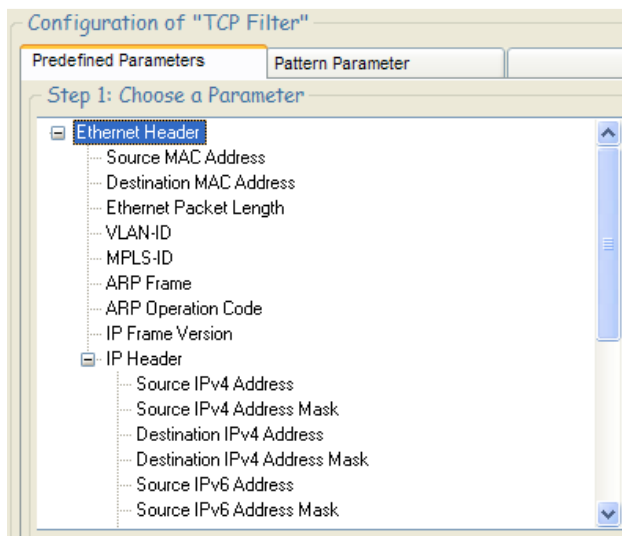 Configuration of "TCP Filter"
Predefined Parameters
Pattern Parameter
Step 1: Choose a Parameter
Ethernet Header
Source MAC Address
Destination MAC Address
Ethernet Packet Length
VLAN-ID
MPLS-ID
ARP Frame
ARP Operation Code
IP Frame Version
IP Header
Source IPv4 Address
Source IPv4 Address Mask
Destination IPv4 Address
Destination IPv4 Address Mask
Source IPv6 Address
Source IPv6 Address Mask